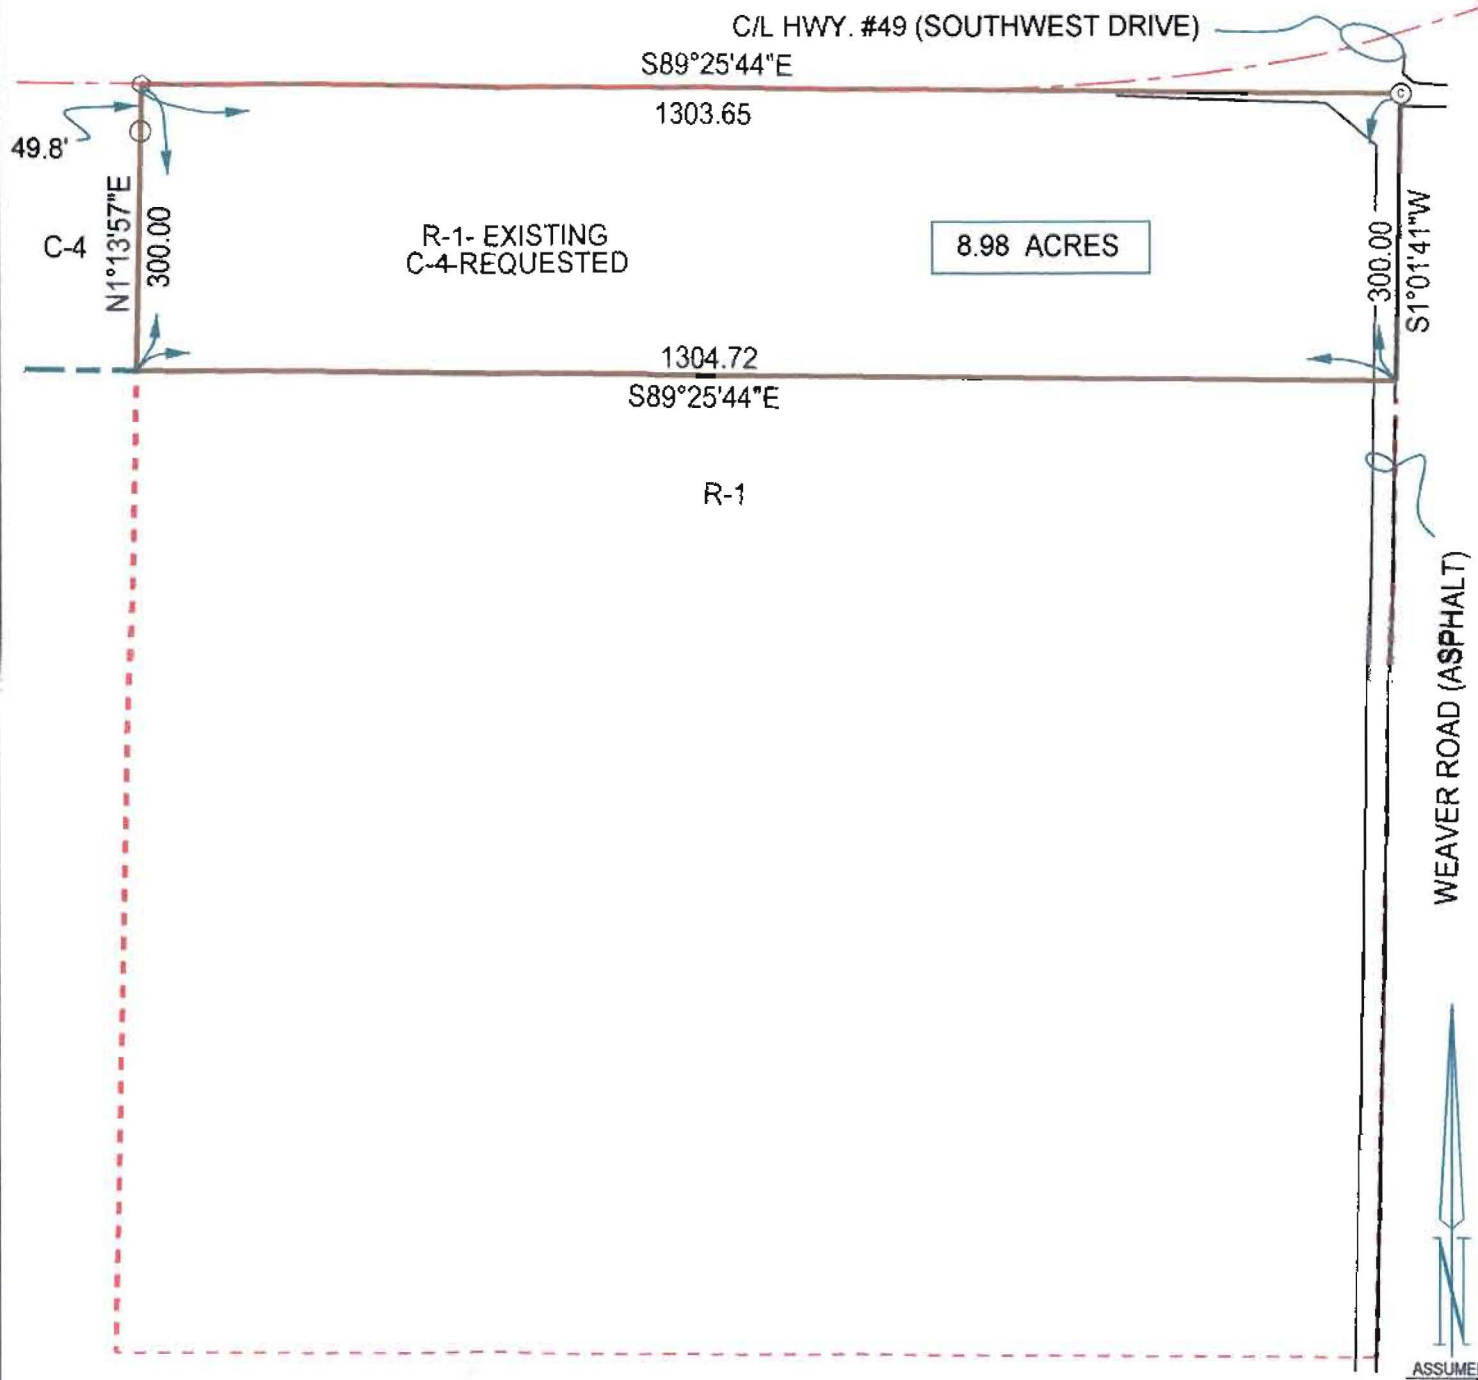 C/L HWY. #49 (SOUTHWEST DRIVE)
S89°25'44"E
1303.65
49.8'
C-4
N1°13'57"E
300.00
R-1- EXISTING
C-4-REQUESTED
8.98 ACRES
300.00
S1°01'41"W
1304.72
S89°25'44"E
R-1
WEAVER ROAD (ASPHALT)
C
N